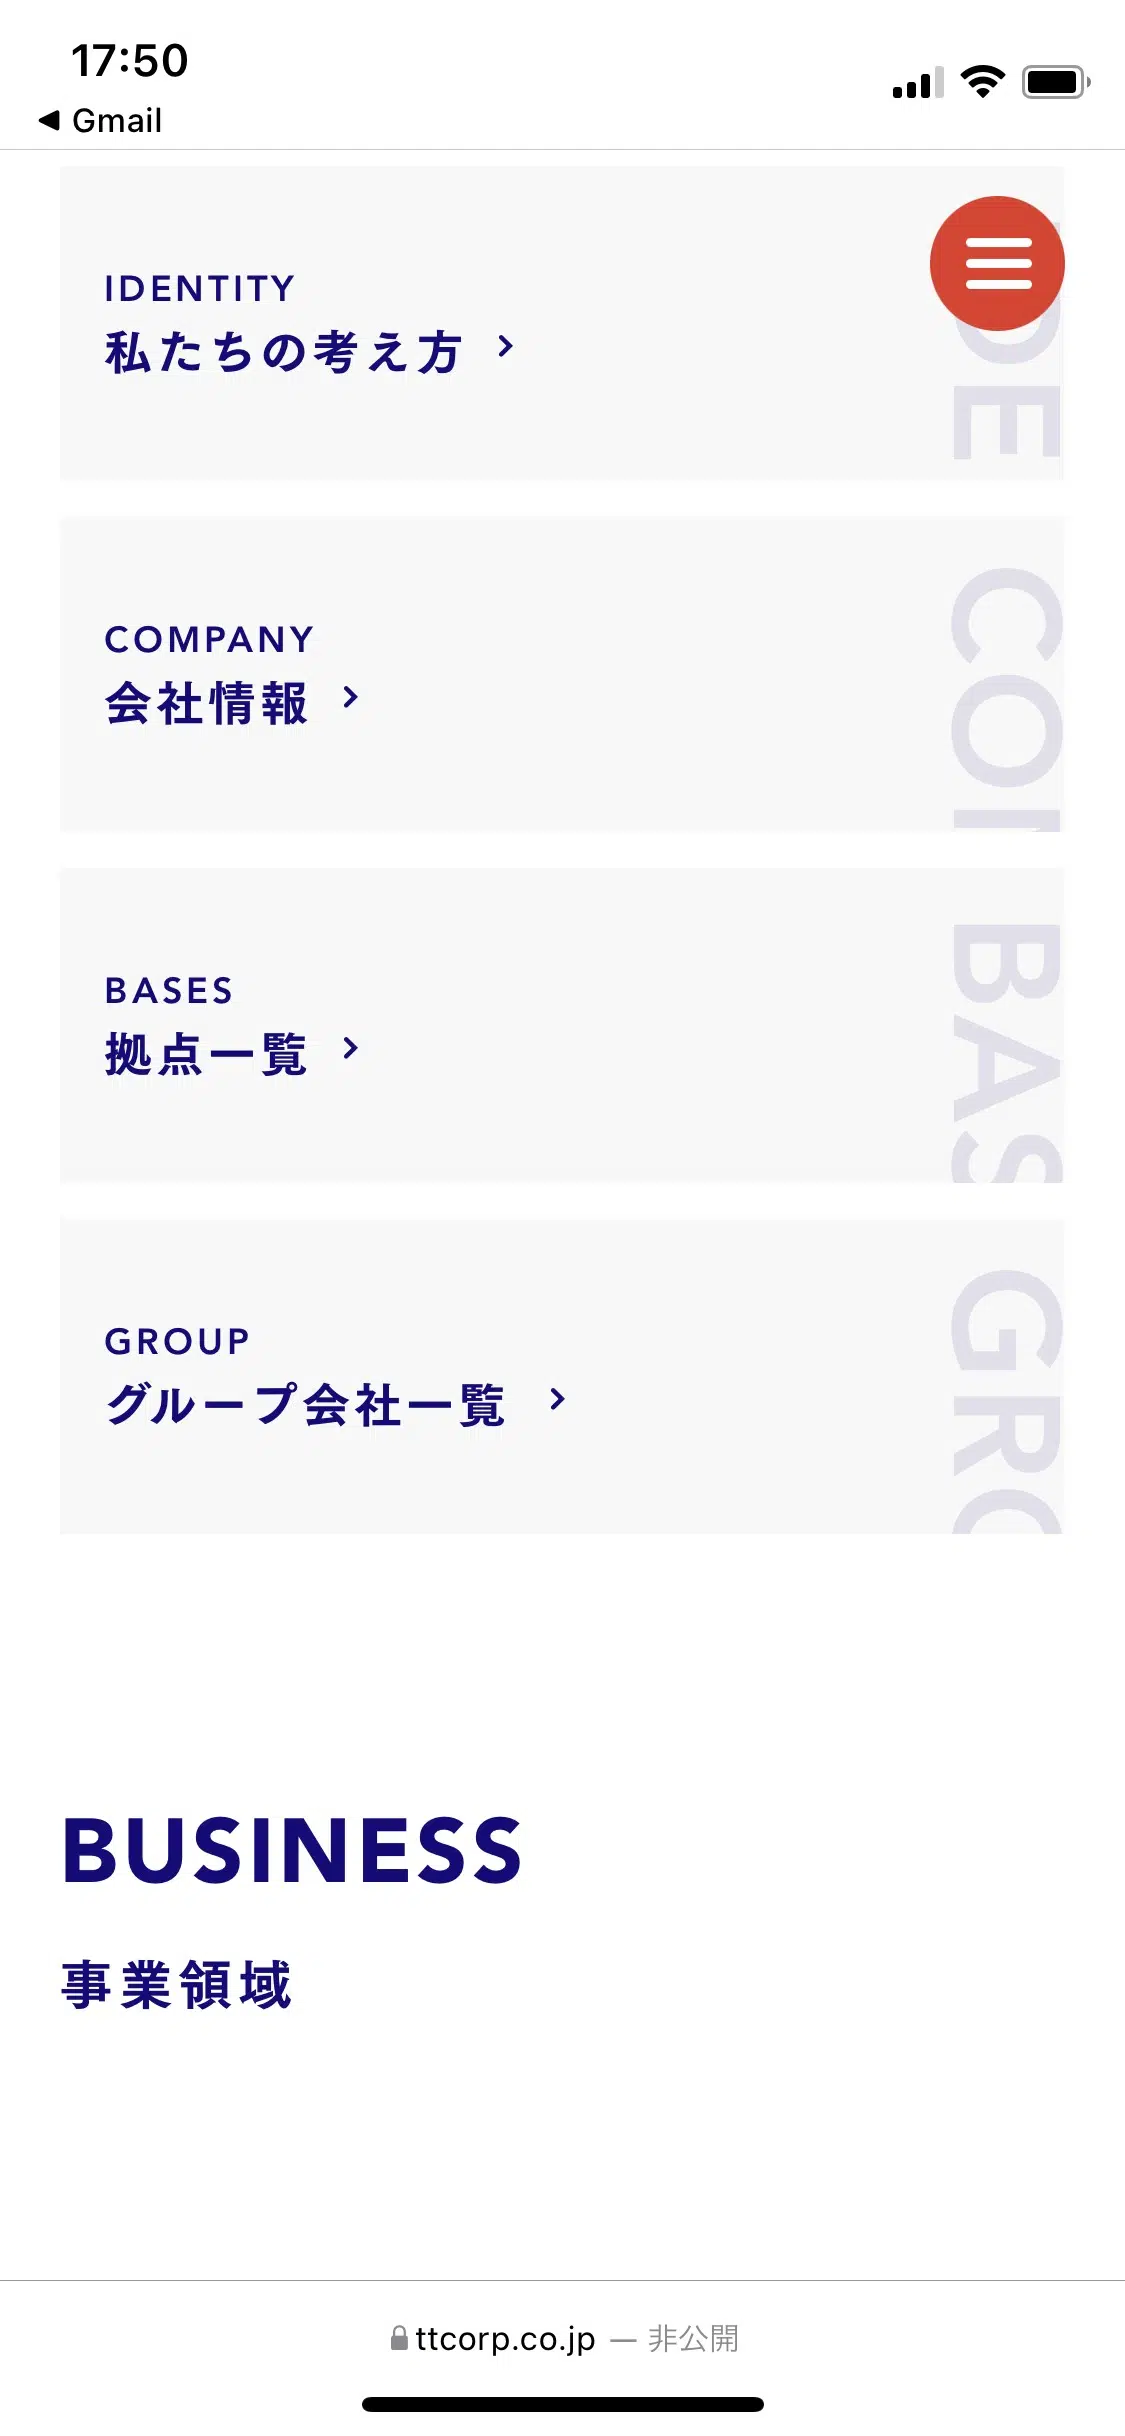 17:50
◀ Gmail
IDENTITY
私たちの考え方
DE
COMPANY
会社情報
CO
BASES
拠点一覧
BAS
GROUP
グループ会社一覧
GRO
BUSINESS
事業領域
ttcorp.co.jp — 非公開